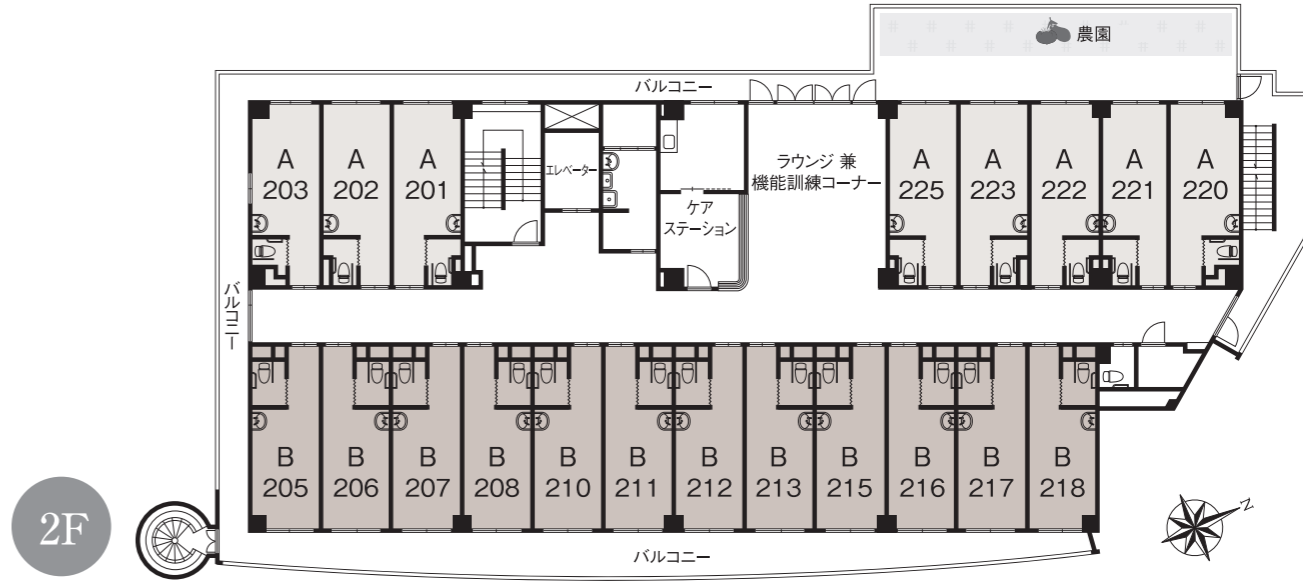 農園
バルコニー
A
203
A
202
A
201
エレベーター
ケア
ステーション
ラウンジ 兼
機能訓練コーナー
A
225
A
223
A
222
A
221
A
220
バルコニー
B
205
B
206
B
207
B
208
B
210
B
211
B
212
B
213
B
215
B
216
B
217
B
218
2F
バルコニー
N